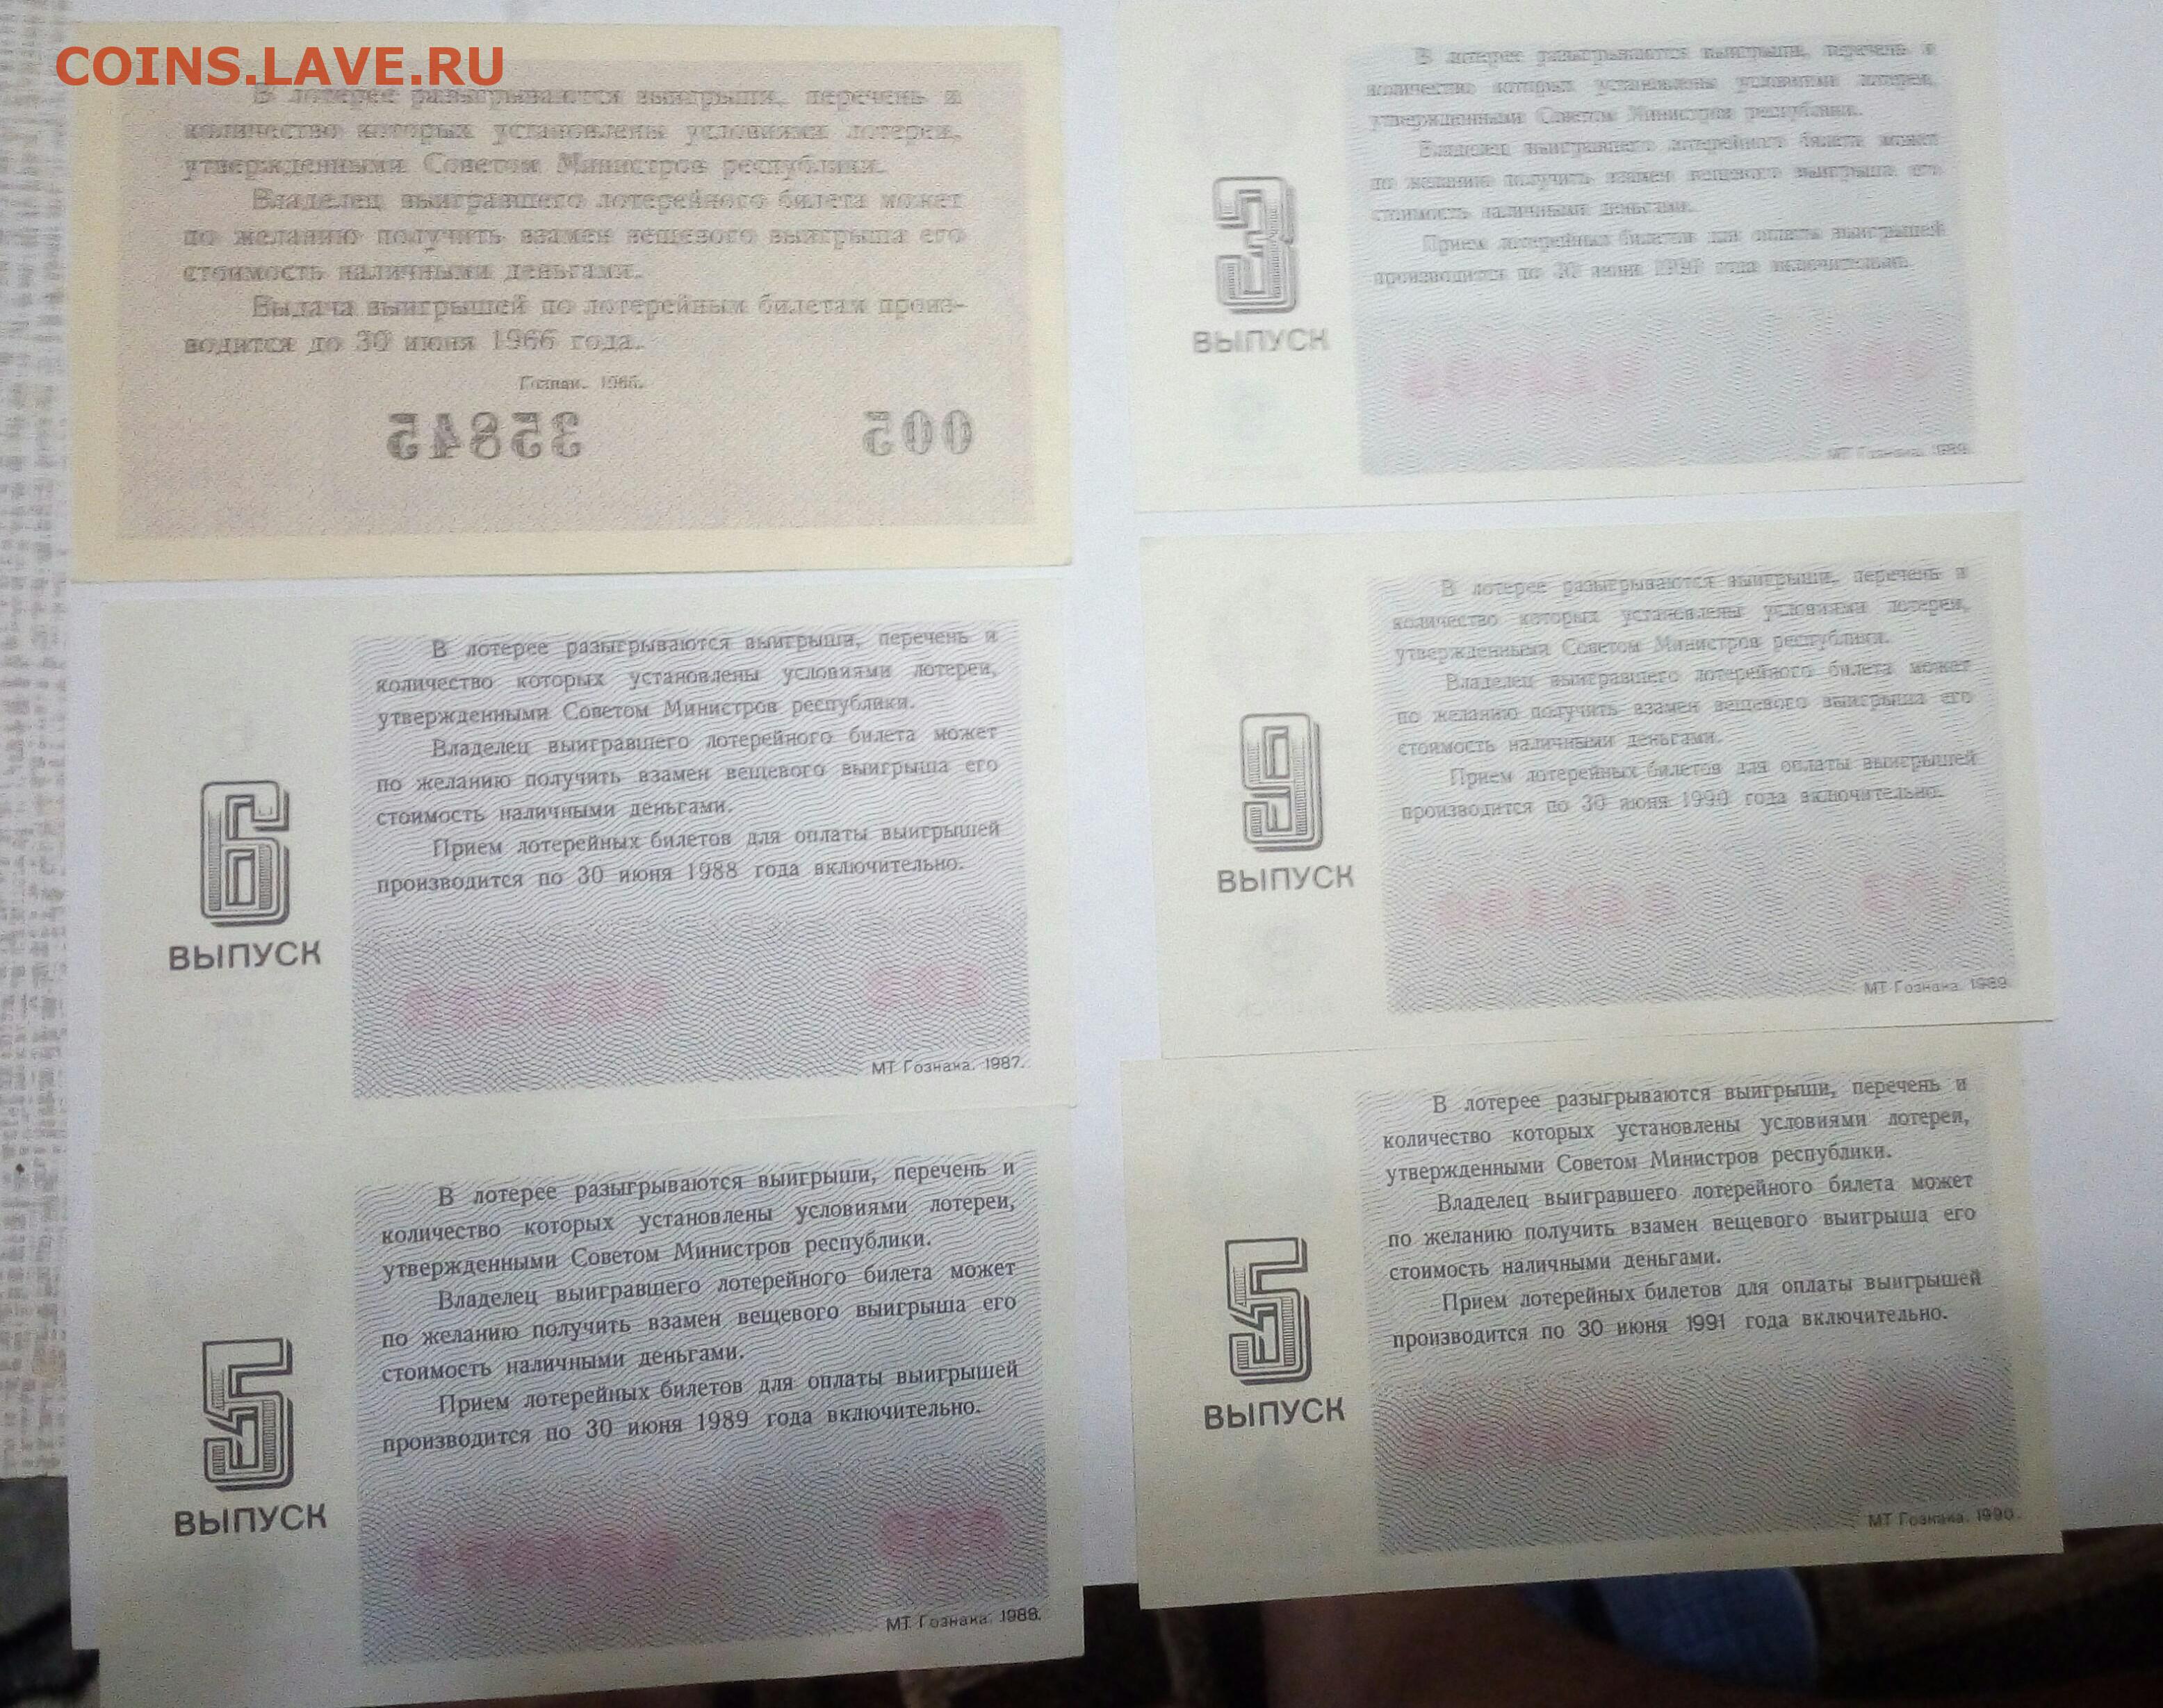 COINS.LAVE.RU
В лотерее разыгрываются выигрыши, перечень и
количество которых установлены условиями лотереи,
утвержденными Советом Министров республики.
Владелец выигравшего лотерейного билета может
по желанию получить взамен вещевого выигрыша его
стоимость наличными деньгами.
Выдача выигрышей по лотерейным билетам произ-
водится до 30 июня 1966 года.
Гознак. 1965.
35845
005
6
ВЫПУСК
В лотерее разыгрываются выигрыши, перечень и
количество которых установлены условиями лотереи,
утвержденными Советом Министров республики.
Владелец выигравшего лотерейного билета может
по желанию получить взамен вещевого выигрыша его
стоимость наличными деньгами.
Прием лотерейных билетов для оплаты выигрышей
производится по 30 июня 1988 года включительно.
МТ Гознака. 1987.
5
ВЫПУСК
В лотерее разыгрываются выигрыши, перечень и
количество которых установлены условиями лотереи,
утвержденными Советом Министров республики.
Владелец выигравшего лотерейного билета может
по желанию получить взамен вещевого выигрыша его
стоимость наличными деньгами.
Прием лотерейных билетов для оплаты выигрышей
производится по 30 июня 1989 года включительно.
МТ Гознака. 1988.
3
ВЫПУСК
В лотерее разыгрываются выигрыши, перечень и
количество которых установлены условиями лотереи,
утвержденными Советом Министров республики.
Владелец выигравшего лотерейного билета может
по желанию получить взамен вещевого выигрыша его
стоимость наличными деньгами.
Прием лотерейных билетов для оплаты выигрышей
производится по 30 июня 1990 года включительно.
МТ Гознака. 1989.
9
ВЫПУСК
В лотерее разыгрываются выигрыши, перечень и
количество которых установлены условиями лотереи,
утвержденными Советом Министров республики.
Владелец выигравшего лотерейного билета может
по желанию получить взамен вещевого выигрыша его
стоимость наличными деньгами.
Прием лотерейных билетов для оплаты выигрышей
производится по 30 июня 1990 года включительно.
МТ Гознака. 1989.
5
ВЫПУСК
В лотерее разыгрываются выигрыши, перечень и
количество которых установлены условиями лотереи,
утвержденными Советом Министров республики.
Владелец выигравшего лотерейного билета может
по желанию получить взамен вещевого выигрыша его
стоимость наличными деньгами.
Прием лотерейных билетов для оплаты выигрышей
производится по 30 июня 1991 года включительно.
МТ Гознака. 1990.